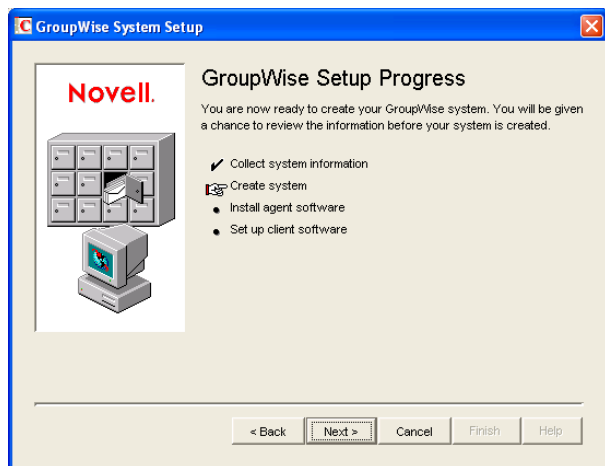 GroupWise System Setup
Novell.
GroupWise Setup Progress
You are now ready to create your GroupWise system. You will be given
a chance to review the information before your system is created.
Collect system information
Create system
Install agent software
Set up client software
< Back
Next >
Cancel
Finish
Help